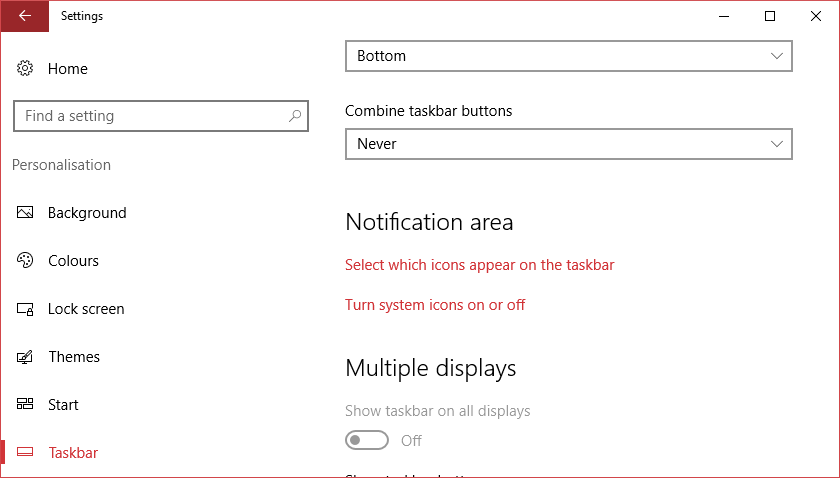 Settings
Home
Find a setting
Personalisation
Background
Colours
Lock screen
Themes
Start
Taskbar
Bottom
Combine taskbar buttons
Never
Notification area
Select which icons appear on the taskbar
Turn system icons on or off
Multiple displays
Show taskbar on all displays
Off